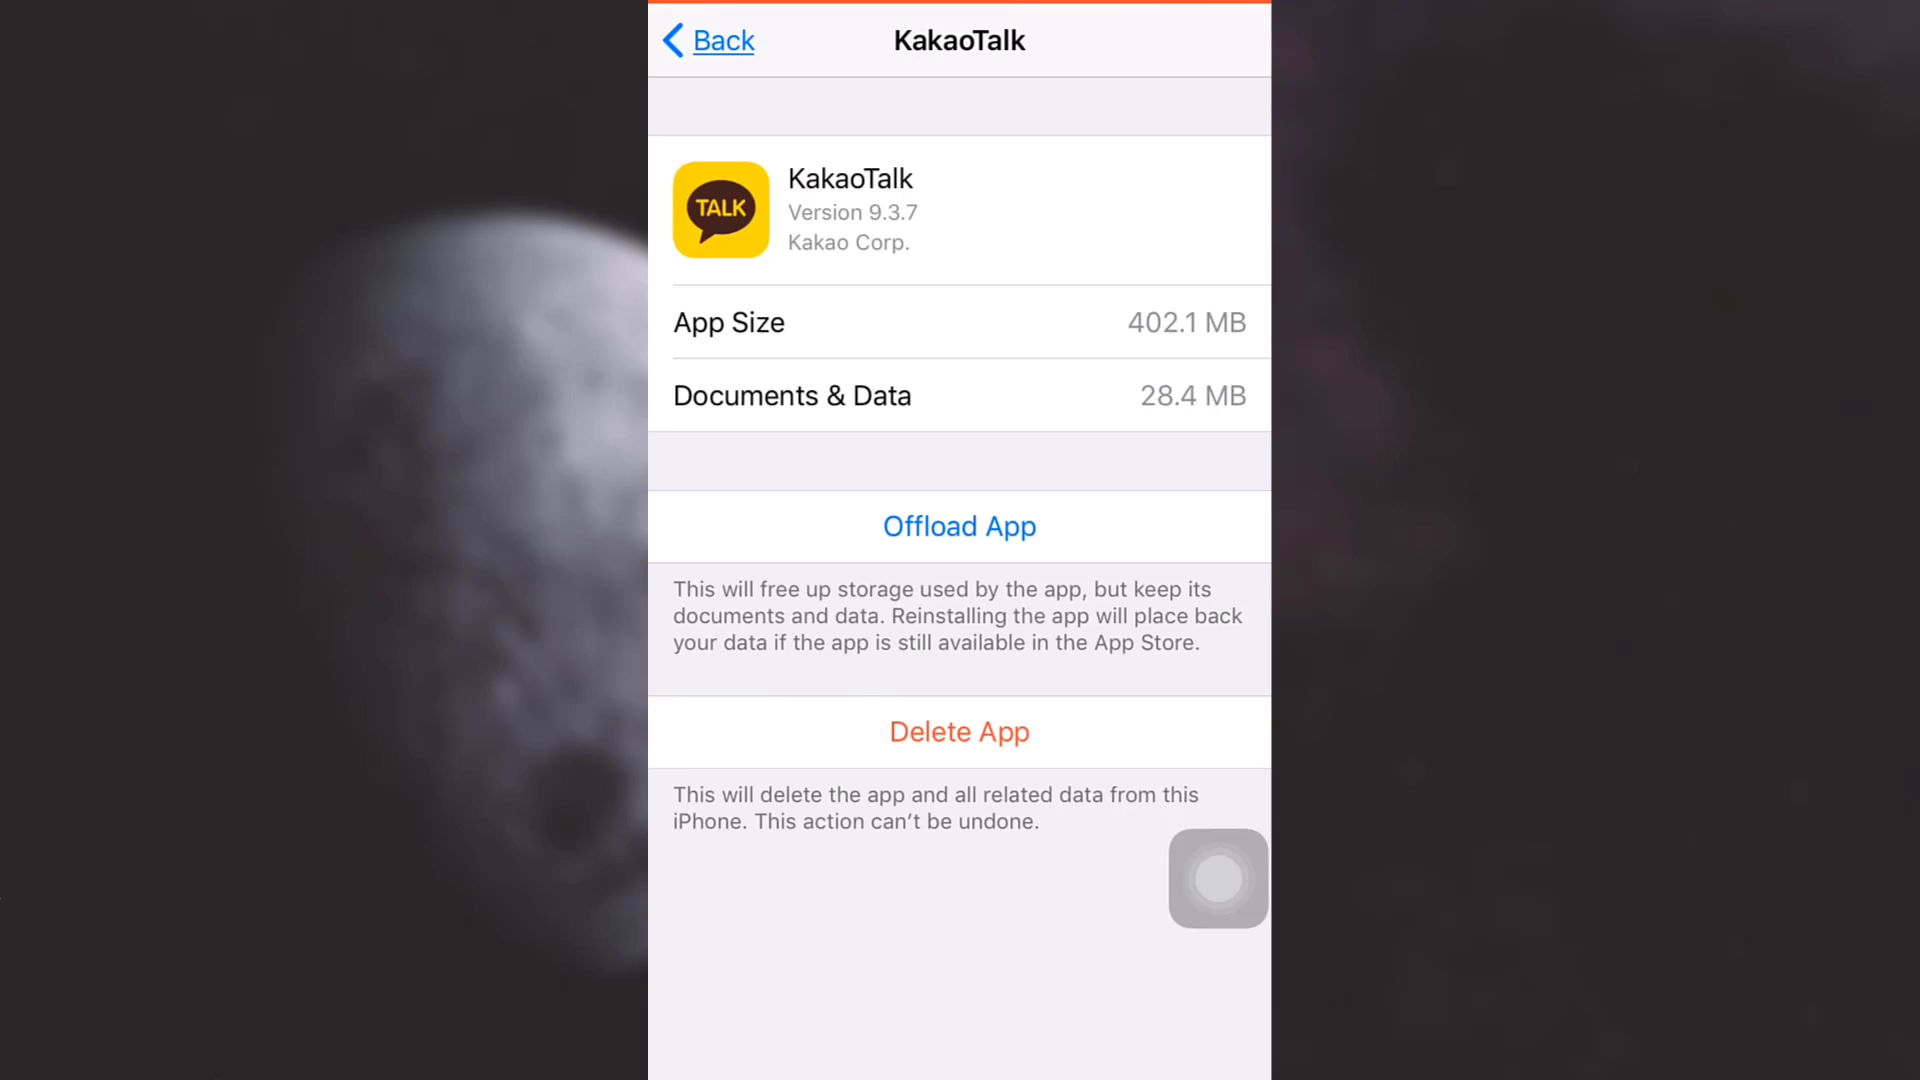 Back
KakaoTalk
TALK
KakaoTalk
Version 9.3.7
Kakao Corp.
App Size 402.1 MB
Documents & Data 28.4 MB
Offload App
This will free up storage used by the app, but keep its
documents and data. Reinstalling the app will place back
your data if the app is still available in the App Store.
Delete App
This will delete the app and all related data from this
iPhone. This action can’t be undone.